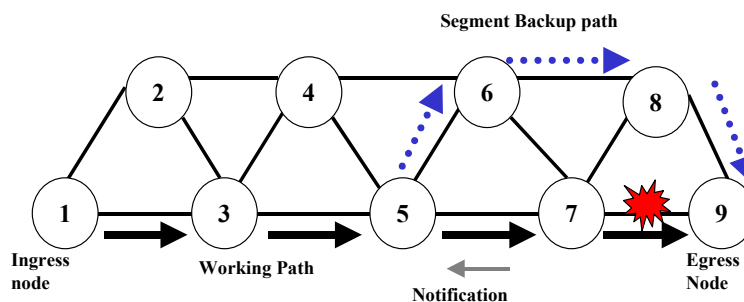 Segment Backup path
2
4
6
8
1
3
5
7
9
Ingress
node
Working Path
Notification
Egress
Node